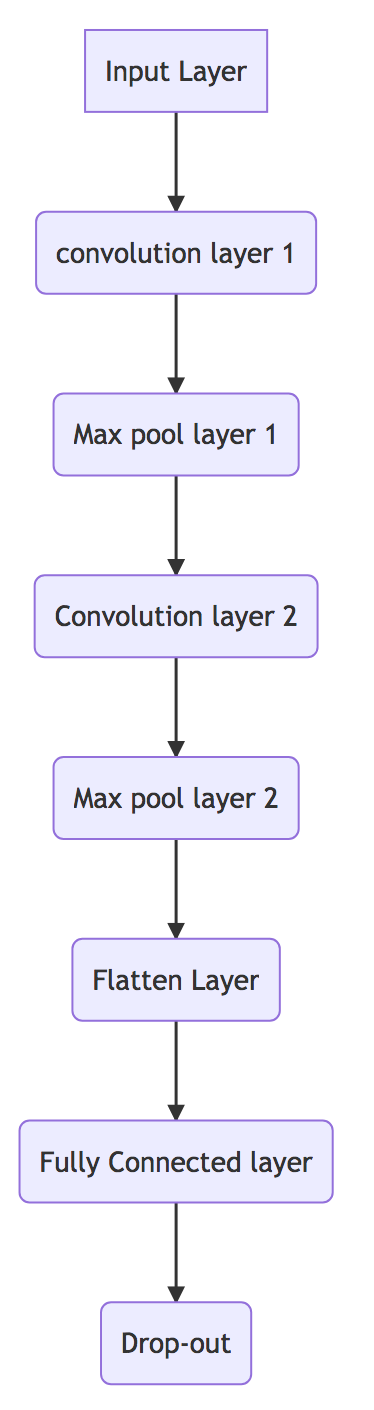 Input Layer
convolution layer 1
Max pool layer 1
Convolution layer 2
Max pool layer 2
Flatten Layer
Fully Connected layer
Drop-out